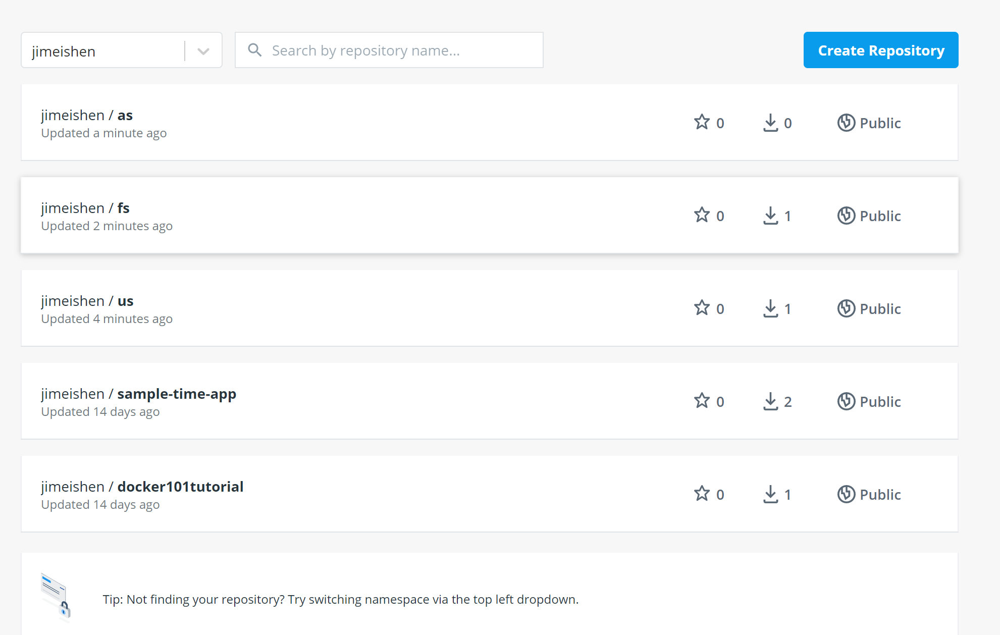 jimeishen
Search by repository name...
Create Repository
jimeishen / as
Updated a minute ago
0
0
Public
jimeishen / fs
Updated 2 minutes ago
0
1
Public
jimeishen / us
Updated 4 minutes ago
0
1
Public
jimeishen / sample-time-app
Updated 14 days ago
0
2
Public
jimeishen / docker101tutorial
Updated 14 days ago
0
1
Public
Tip: Not finding your repository? Try switching namespace via the top left dropdown.